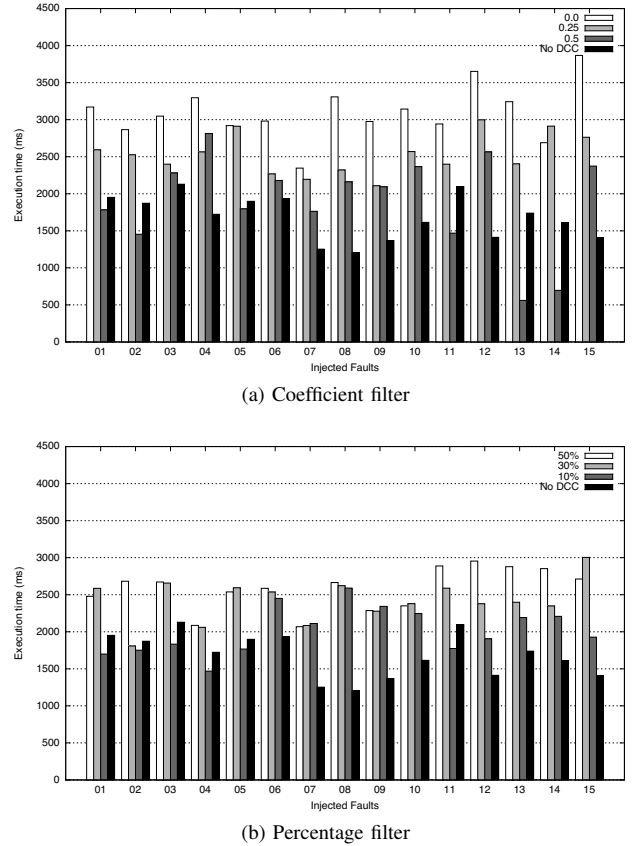 4500
4000
3500
3000
2500
2000
1500
1000
500
0
Execution time (ms)
0.0
0.25
0.5
No DCC
01 02 03 04 05 06 07 08 09 10 11 12 13 14 15
Injected Faults
(a) Coefficient filter
4500
4000
3500
3000
2500
2000
1500
1000
500
0
Execution time (ms)
50%
30%
10%
No DCC
01 02 03 04 05 06 07 08 09 10 11 12 13 14 15
Injected Faults
(b) Percentage filter